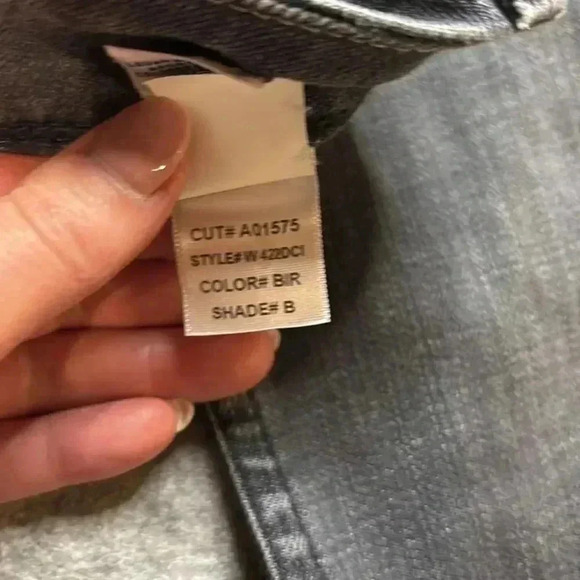 CUT# A01575
STYLE# W 422DCI
COLOR# BIR
SHADE# B